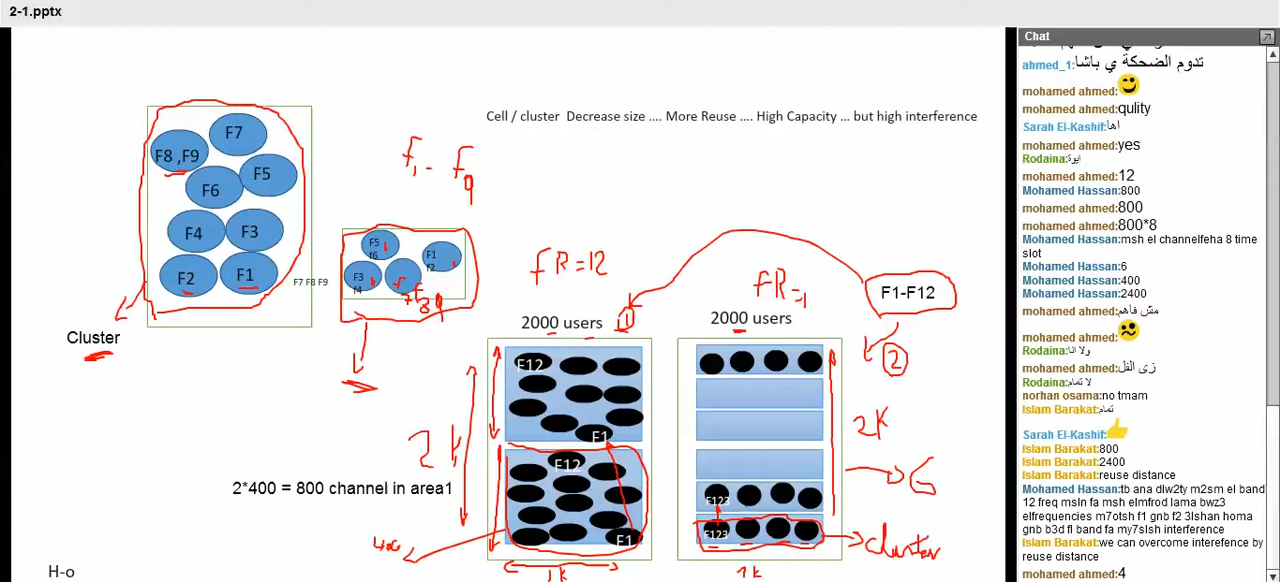 2-1.pptx
Cell / cluster Decrease size .... More Reuse .... High Capacity ... but high interference
F7
F8 ,F9
F5
F6
F4
F3
F2
F1
Cluster
F5
f6
F1
f2
F3
f4
F7 F8 F9
fR=12
fR=1
F1-F12
2000 users
1
2000 users
2
F12
F1
F12
F1
2k
2K
F123
F123
cluster
2*400 = 800 channel in area1
400
1k
1k
H-o
Chat
ahmed_1: تدوم الضحكة ي باشا
mohamed ahmed:
mohamed ahmed: qulity
Sarah El-Kashif: اها
mohamed ahmed: yes
Rodaina: ايوة
mohamed ahmed: 12
Mohamed Hassan: 800
mohamed ahmed: 800
mohamed ahmed: 800*8
Mohamed Hassan: msh el channelfeha 8 time
slot
Mohamed Hassan: 6
Mohamed Hassan: 400
Mohamed Hassan: 2400
mohamed ahmed: مش فاهم
mohamed ahmed:
Rodaina: ولا انا
mohamed ahmed: زى الفل
Rodaina: لا تمام
norhan osama: no tmam
Islam Barakat: تمام
Sarah El-Kashif:
Islam Barakat: 800
Islam Barakat: 2400
Islam Barakat: reuse distance
Mohamed Hassan: tb ana dlw2ty m2sm el band
12 freq msln fa msh elmfrod lama bwz3
elfrequencies m7otsh f1 gnb f2 3lshan homa
gnb b3d fl band fa my7slsh interference
Islam Barakat: we can overcome interefence by
reuse distance
mohamed ahmed: 4